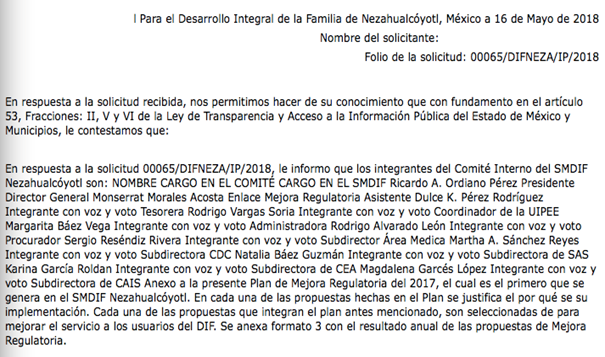 l Para el Desarrollo Integral de la Familia de Nezahualcóyotl, México a 16 de Mayo de 2018
Nombre del solicitante:
Folio de la solicitud: 00065/DIFNEZA/IP/2018
En respuesta a la solicitud recibida, nos permitimos hacer de su conocimiento que con fundamento en el artículo
53, Fracciones: II, V y VI de la Ley de Transparencia y Acceso a la Información Pública del Estado de México y
Municipios, le contestamos que:
En respuesta a la solicitud 00065/DIFNEZA/IP/2018, le informo que los integrantes del Comité Interno del SMDIF
Nezahualcóyotl son: NOMBRE CARGO EN EL COMITÉ CARGO EN EL SMDIF Ricardo A. Ordiano Pérez Presidente
Director General Monserrat Morales Acosta Enlace Mejora Regulatoria Asistente Dulce K. Pérez Rodríguez
Integrante con voz y voto Tesorera Rodrigo Vargas Soria Integrante con voz y voto Coordinador de la UIPEE
Margarita Báez Vega Integrante con voz y voto Administradora Rodrigo Alvarado León Integrante con voz y voto
Procurador Sergio Reséndiz Rivera Integrante con voz y voto Subdirector Área Medica Martha A. Sánchez Reyes
Integrante con voz y voto Subdirectora CDC Natalia Báez Guzmán Integrante con voz y voto Subdirectora de SAS
Karina García Roldan Integrante con voz y voto Subdirectora de CEA Magdalena Garcés López Integrante con voz y
voto Subdirectora de CAIS Anexo a la presente Plan de Mejora Regulatoria del 2017, el cual es el primero que se
genera en el SMDIF Nezahualcóyotl. En cada una de las propuestas hechas en el Plan se justifica el por qué se su
implementación. Cada una de las propuestas que integran el plan antes mencionado, son seleccionadas de para
mejorar el servicio a los usuarios del DIF. Se anexa formato 3 con el resultado anual de las propuestas de Mejora
Regulatoria.